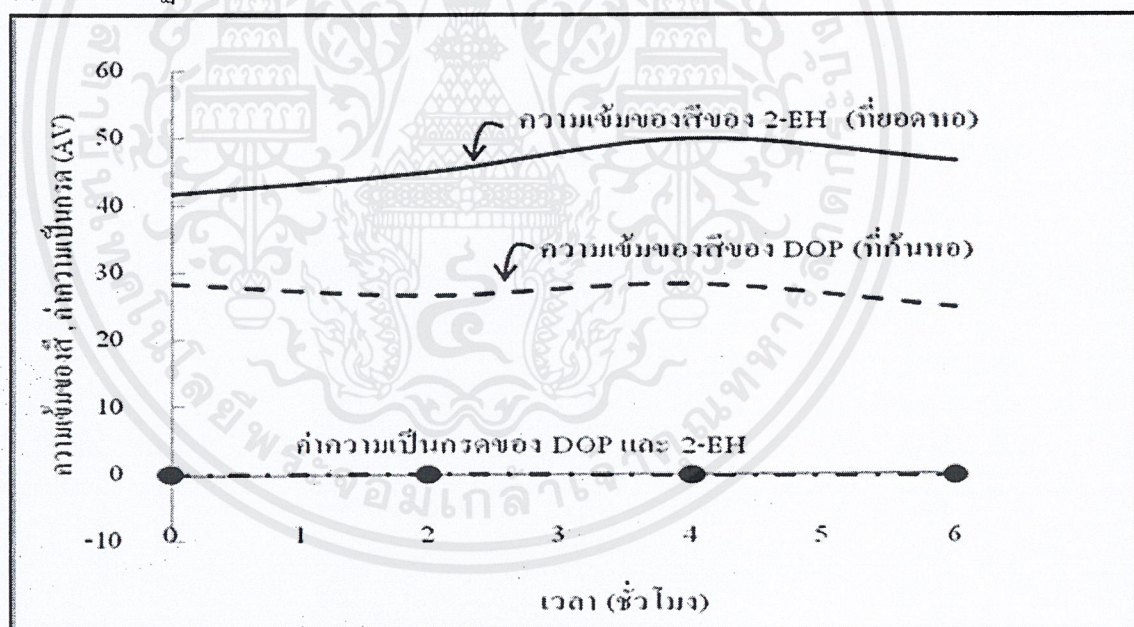 60
ความเข้มของสีของ 2-EH (ที่ยอดหอ)
50
40
ความเข้มของสีของ DOP (ที่ก้นหอ)
30
20
10
ค่าความเป็นกรดของ DOP และ 2-EH
0
-10
0 1 2 3 4 5 6
เวลา (ชั่วโมง)
ความเข้มของสี, ค่าความเป็นกรด (AV)